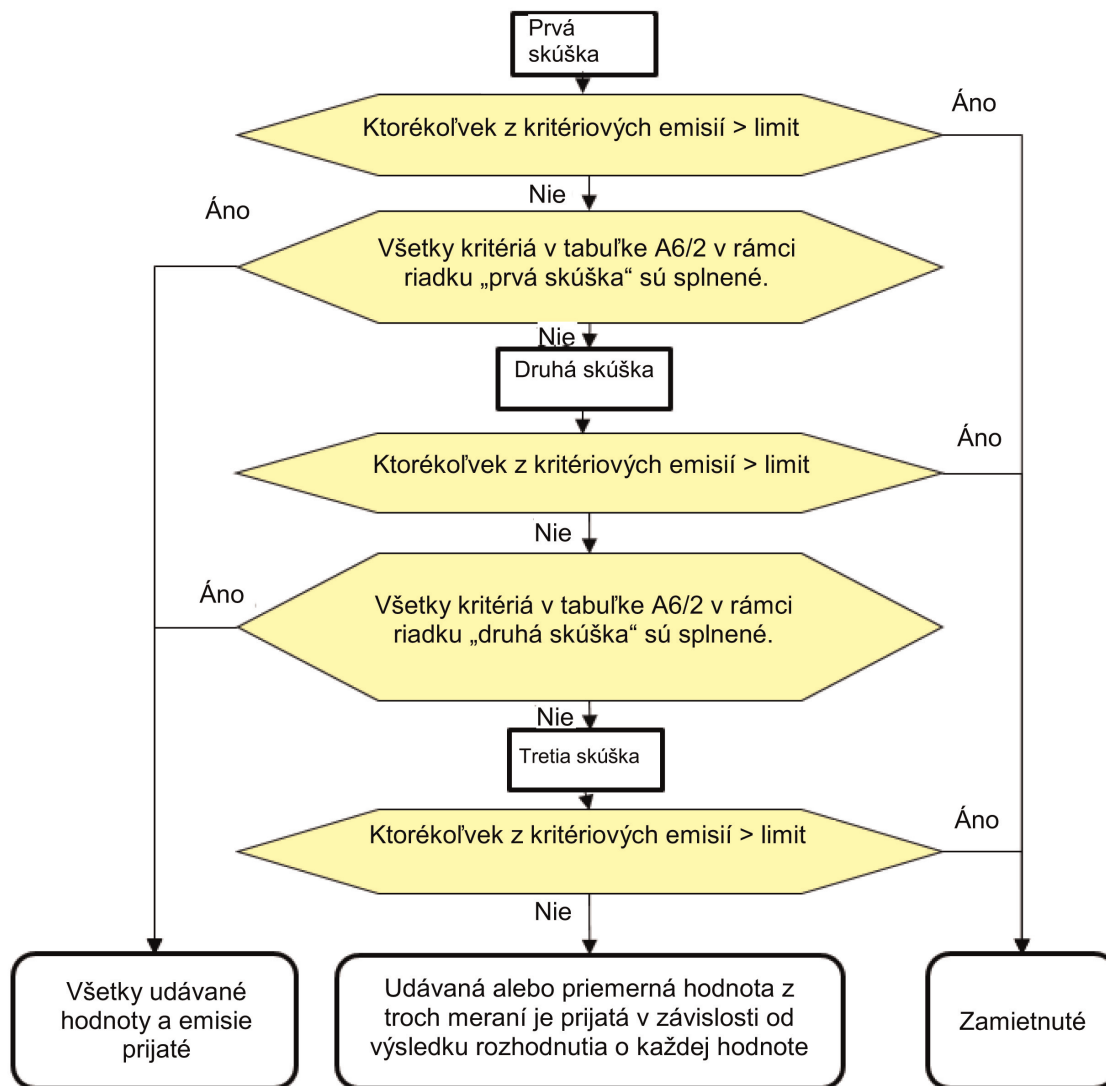 Prvá
skúška
Áno
Ktorékoľvek z kritériových emisií > limit
Nie
Áno
Všetky kritériá v tabuľke A6/2 v rámci
riadku „prvá skúška“ sú splnené.
Nie
Druhá skúška
Áno
Ktorékoľvek z kritériových emisií > limit
Nie
Áno
Všetky kritériá v tabuľke A6/2 v rámci
riadku „druhá skúška“ sú splnené.
Nie
Tretia skúška
Áno
Ktorékoľvek z kritériových emisií > limit
Nie
Všetky udávané
hodnoty a emisie
prijaté
Udávaná alebo priemerná hodnota z
troch meraní je prijatá v závislosti od
výsledku rozhodnutia o každej hodnote
Zamietnuté